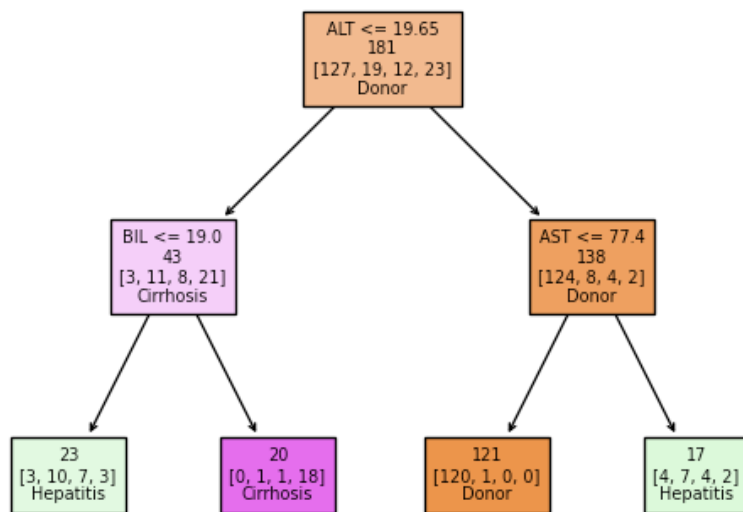 ALT <= 19.65
181
[127, 19, 12, 23]
Donor
BIL <= 19.0
43
[3, 11, 8, 21]
Cirrhosis
AST <= 77.4
138
[124, 8, 4, 2]
Donor
23
[3, 10, 7, 3]
Hepatitis
20
[0, 1, 1, 18]
Cirrhosis
121
[120, 1, 0, 0]
Donor
17
[4, 7, 4, 2]
Hepatitis